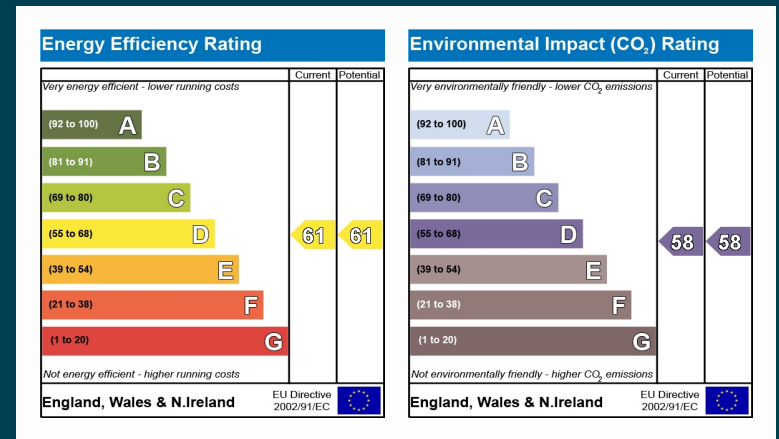 Energy Efficiency Rating
Current Potential
Very energy efficient - lower running costs
(92 to 100) A
(81 to 91) B
(69 to 80) C
(55 to 68) D 61 61
(39 to 54) E
(21 to 38) F
(1 to 20) G
Not energy efficient - higher running costs
England, Wales & N.Ireland
EU Directive
2002/91/EC
Environmental Impact (CO₂) Rating
Current Potential
Very environmentally friendly - lower CO₂ emissions
(92 to 100) A
(81 to 91) B
(69 to 80) C
(55 to 68) D 58 58
(39 to 54) E
(21 to 38) F
(1 to 20) G
Not environmentally friendly - higher CO₂ emissions
England, Wales & N.Ireland
EU Directive
2002/91/EC